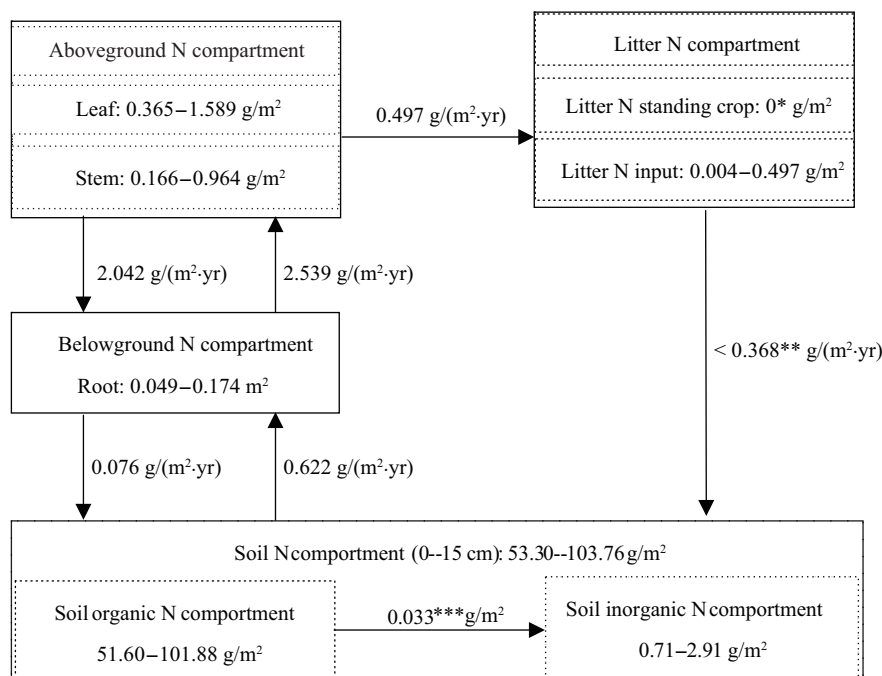 Aboveground N compartment
Leaf: 0.365–1.589 g/m²
Stem: 0.166–0.964 g/m²
0.497 g/(m²·yr)
Litter N compartment
Litter N standing crop: 0* g/m²
Litter N input: 0.004–0.497 g/m²
2.042 g/(m²·yr)
2.539 g/(m²·yr)
Belowground N compartment
Root: 0.049–0.174 m²
< 0.368** g/(m²·yr)
0.076 g/(m²·yr)
0.622 g/(m²·yr)
Soil N comportment (0--15 cm): 53.30--103.76 g/m²
Soil organic N comportment
51.60–101.88 g/m²
0.033***g/m²
Soil inorganic N comportment
0.71–2.91 g/m²